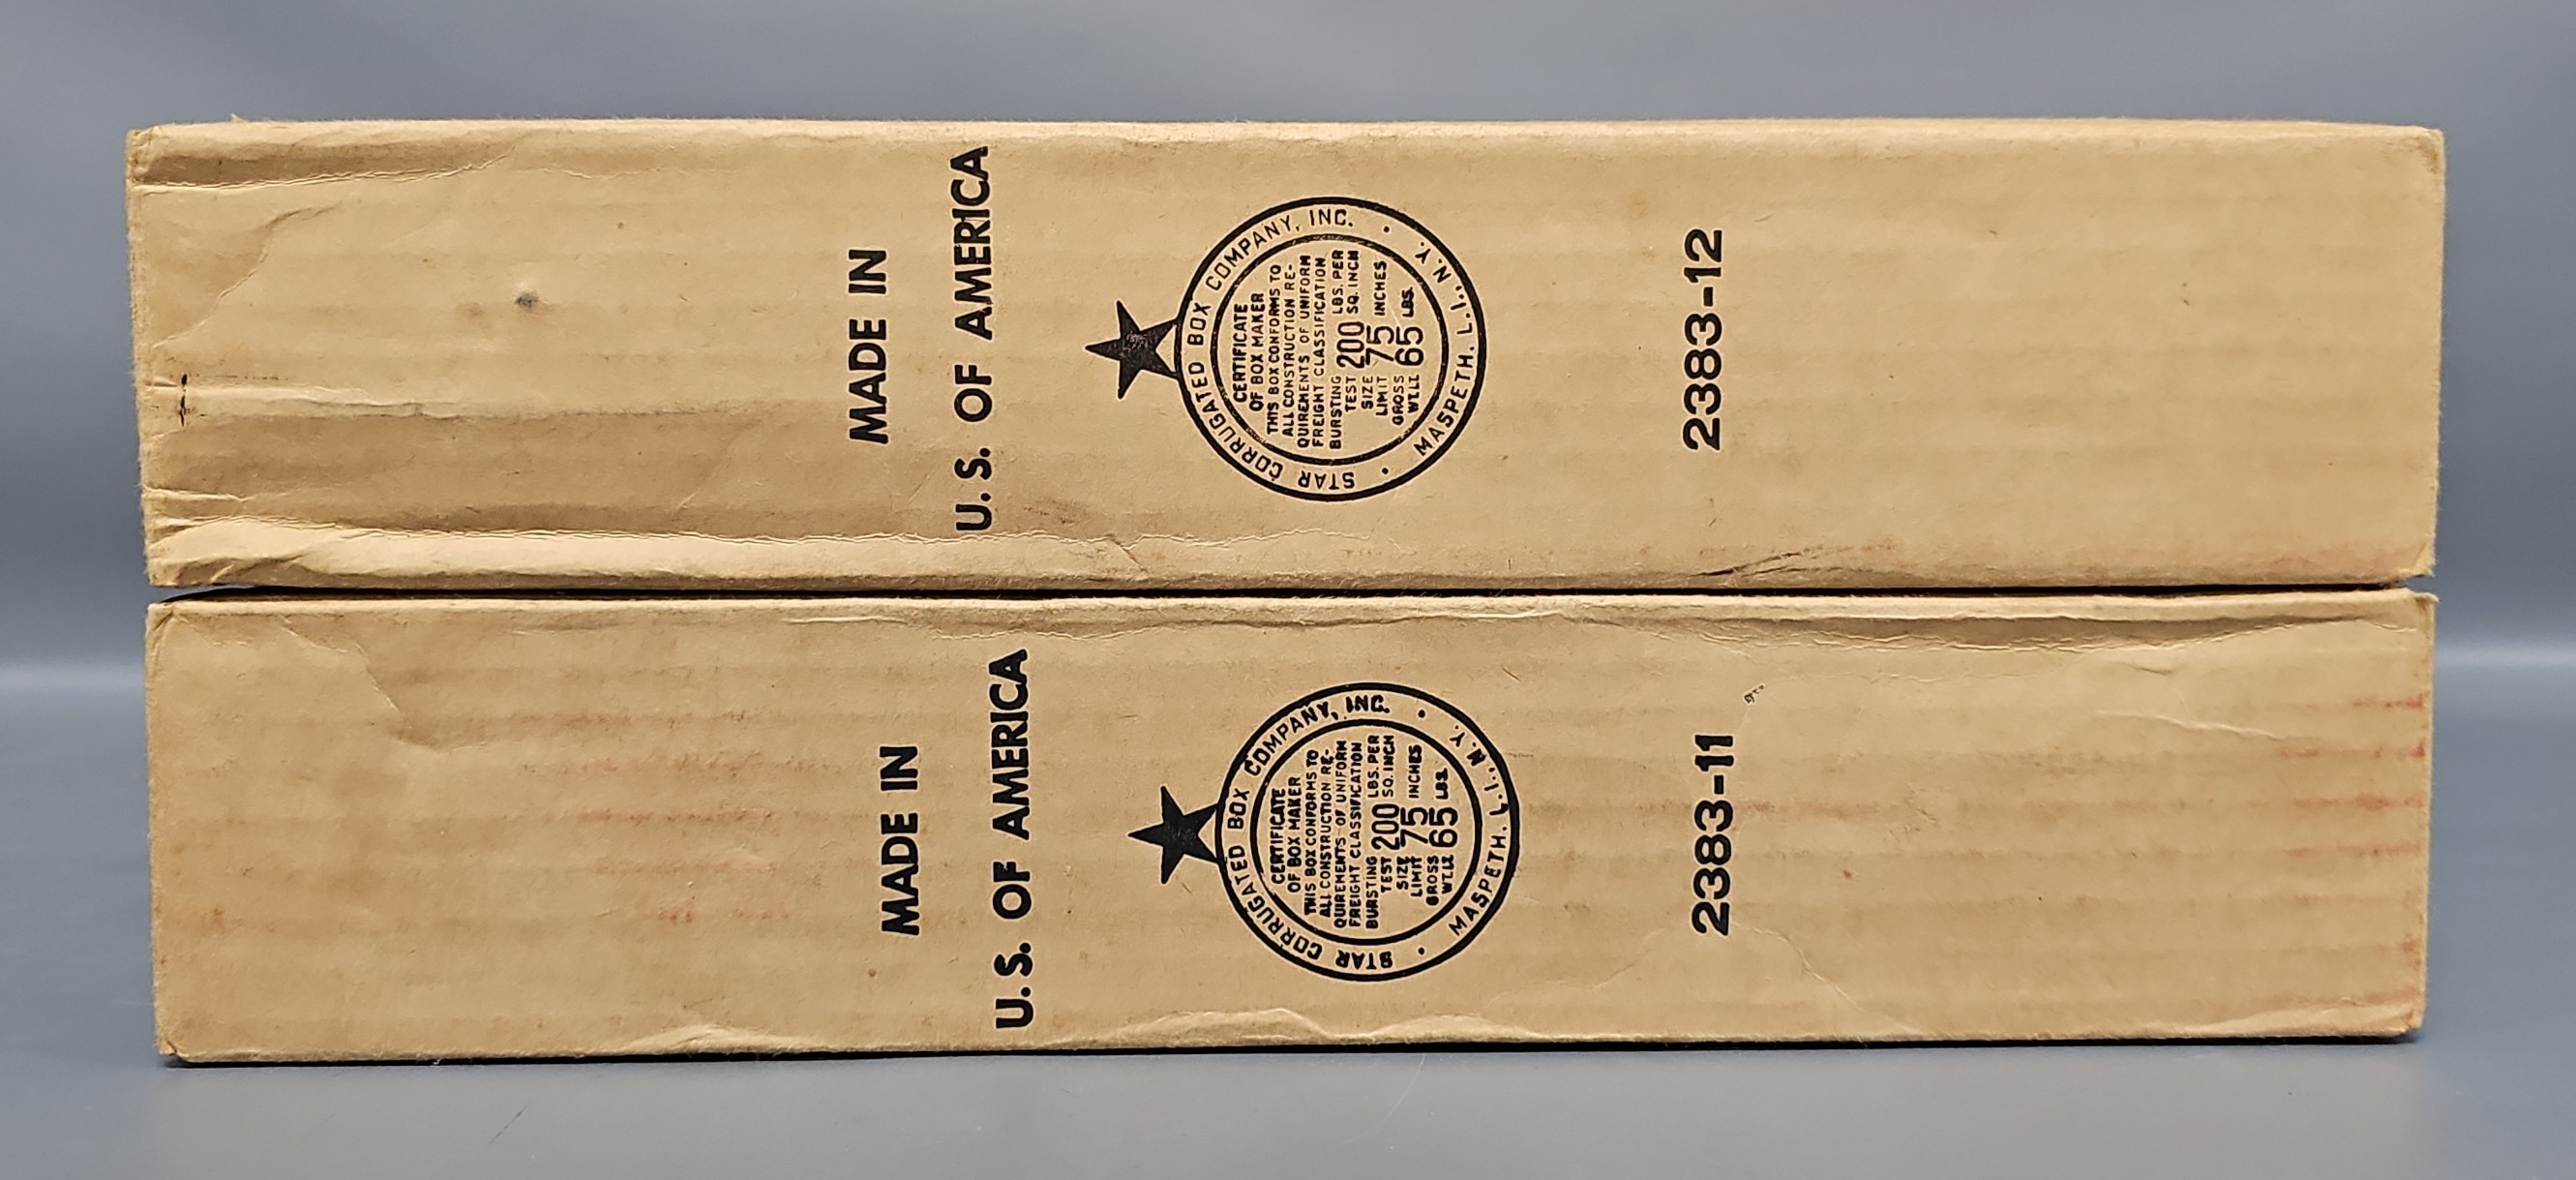 MADE IN
U. S. OF AMERICA
STAR CORRUGATED BOX COMPANY, INC.
CERTIFICATE
OF BOX MAKER
THIS BOX CONFORMS TO
ALL CONSTRUCTION RE-
QUIREMENTS OF UNIFORM
FREIGHT CLASSIFICATION
BURSTING TEST 200 LBS. PER SQ. INCH
SIZE LIMIT 75 INCHES
GROSS WT. LT. 65 LBS.
MASPETH, L.I., N.Y.
2383-12
MADE IN
U. S. OF AMERICA
STAR CORRUGATED BOX COMPANY, INC.
CERTIFICATE
OF BOX MAKER
THIS BOX CONFORMS TO
ALL CONSTRUCTION RE-
QUIREMENTS OF UNIFORM
FREIGHT CLASSIFICATION
BURSTING TEST 200 LBS. PER SQ. INCH
SIZE LIMIT 75 INCHES
GROSS WT. LT. 65 LBS.
MASPETH, L.I., N.Y.
2383-11